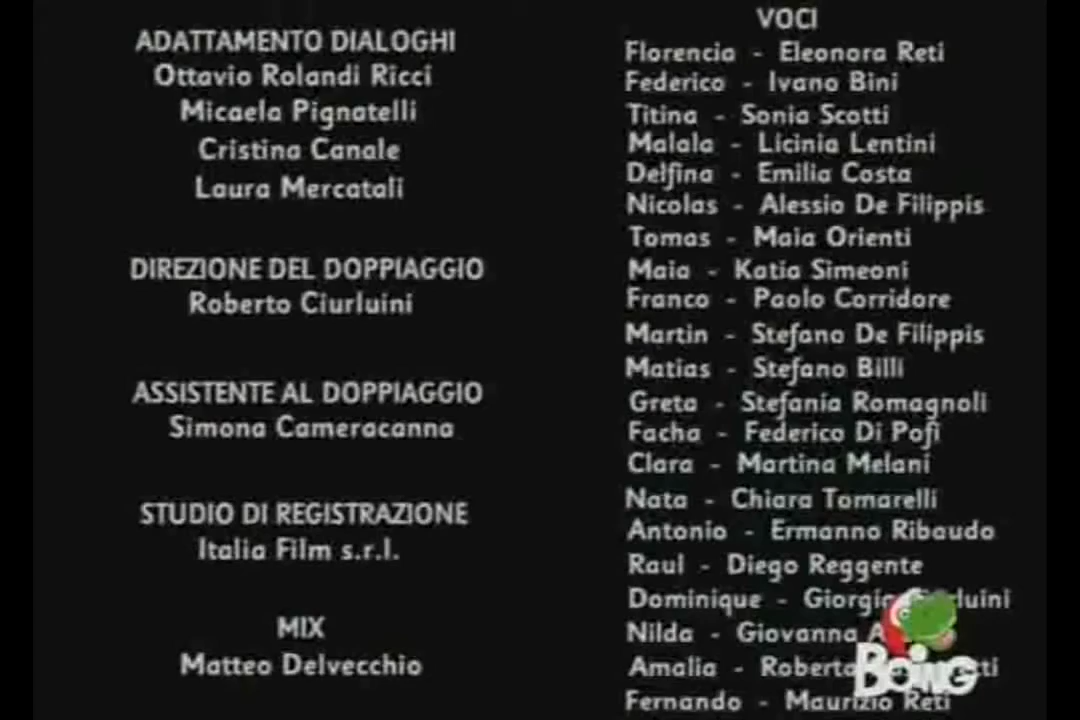 ADATTAMENTO DIALOGHI
Ottavio Rolandi Ricci
Micaela Pignatelli
Cristina Canale
Laura Mercatali
DIREZIONE DEL DOPPIAGGIO
Roberto Ciurluini
ASSISTENTE AL DOPPIAGGIO
Simona Cameracanna
STUDIO DI REGISTRAZIONE
Italia Film s.r.l.
MIX
Matteo Delvecchio
VOCI
Florencia - Eleonora Reti
Federico - Ivano Bini
Titina - Sonia Scotti
Malala - Licinia Lentini
Delfina - Emilia Costa
Nicolas - Alessio De Filippis
Tomas - Maia Orienti
Maia - Katia Simeoni
Franco - Paolo Corridore
Martin - Stefano De Filippis
Matias - Stefano Billi
Greta - Stefania Romagnoli
Facha - Federico Di Pofi
Clara - Martina Melani
Nata - Chiara Tomarelli
Antonio - Ermanno Ribaudo
Raul - Diego Reggente
Dominique -
Nilda - Giovanna
Amalia - Roberta
Fernando - Maurizio Reti
BOING